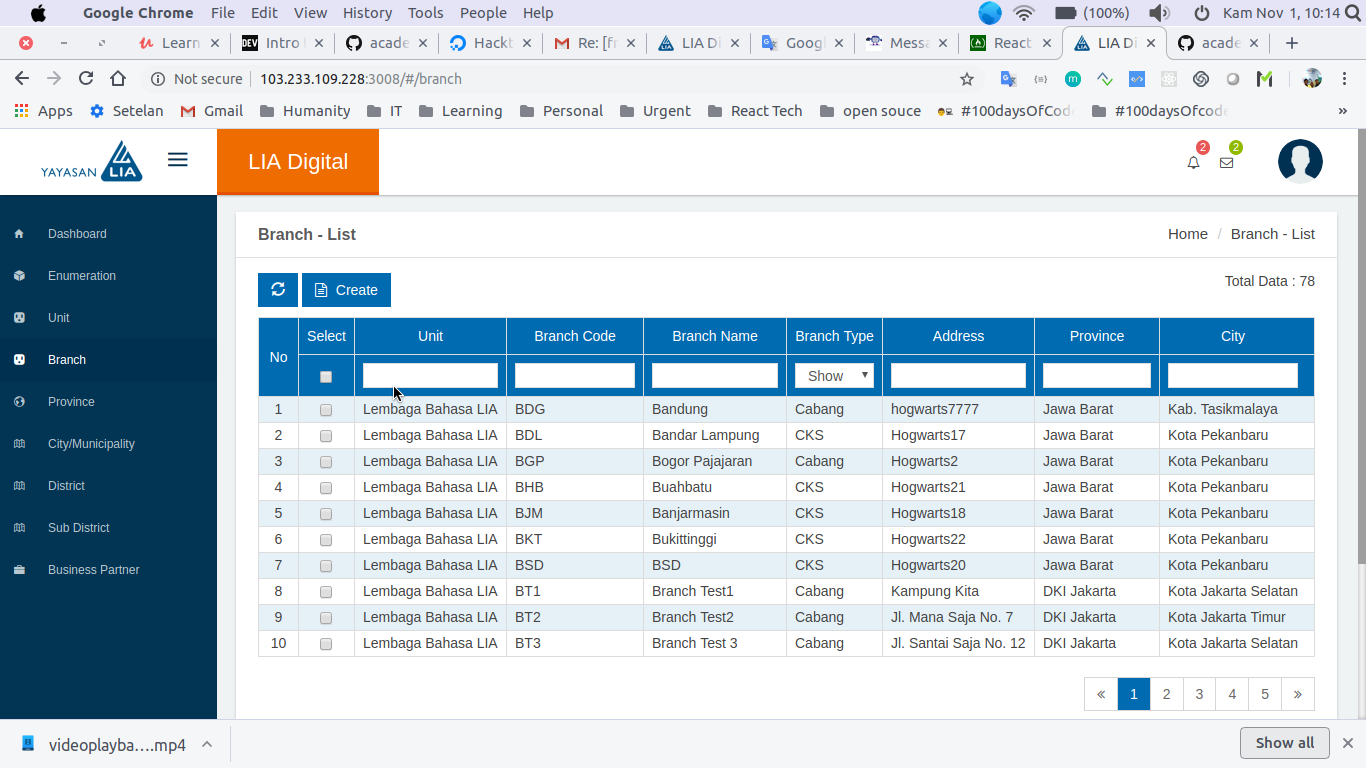 Google Chrome File Edit View History Tools People Help (100%) Kam Nov 1, 10:14
Learn Intro acade Hackt Re: [fr LIA Di Googl Messa React LIA Di acade
Not secure 103.233.109.228:3008/#/branch
Apps Setelan Gmail Humanity IT Learning Personal Urgent React Tech open souce #100daysOfCode #100daysOfcode »
YAYASAN LIA LIA Digital 2 2
Dashboard
Enumeration
Unit
Branch
Province
City/Municipality
District
Sub District
Business Partner
Branch - List Home / Branch - List
Create Total Data : 78
No Select Unit Branch Code Branch Name Branch Type Address Province City
Show
1 Lembaga Bahasa LIA BDG Bandung Cabang hogwarts7777 Jawa Barat Kab. Tasikmalaya
2 Lembaga Bahasa LIA BDL Bandar Lampung CKS Hogwarts17 Jawa Barat Kota Pekanbaru
3 Lembaga Bahasa LIA BGP Bogor Pajajaran Cabang Hogwarts2 Jawa Barat Kota Pekanbaru
4 Lembaga Bahasa LIA BHB Buahbatu CKS Hogwarts21 Jawa Barat Kota Pekanbaru
5 Lembaga Bahasa LIA BJM Banjarmasin CKS Hogwarts18 Jawa Barat Kota Pekanbaru
6 Lembaga Bahasa LIA BKT Bukittinggi CKS Hogwarts22 Jawa Barat Kota Pekanbaru
7 Lembaga Bahasa LIA BSD BSD CKS Hogwarts20 Jawa Barat Kota Pekanbaru
8 Lembaga Bahasa LIA BT1 Branch Test1 Cabang Kampung Kita DKI Jakarta Kota Jakarta Selatan
9 Lembaga Bahasa LIA BT2 Branch Test2 Cabang Jl. Mana Saja No. 7 DKI Jakarta Kota Jakarta Timur
10 Lembaga Bahasa LIA BT3 Branch Test 3 Cabang Jl. Santai Saja No. 12 DKI Jakarta Kota Jakarta Selatan
« 1 2 3 4 5 »
videoplayba....mp4 Show all